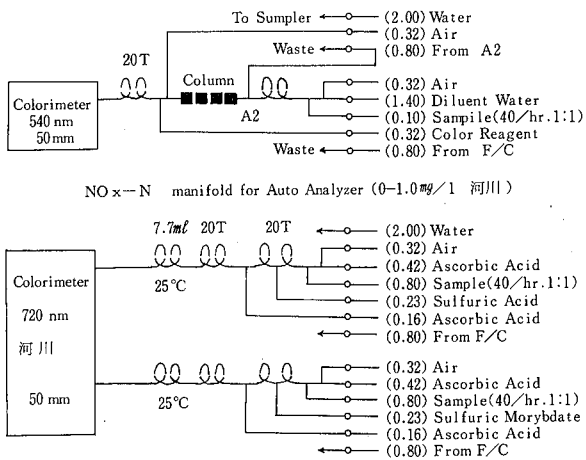 To Sumpler (2.00) Water
(0.32) Air
Waste (0.80) From A2
20T
Column
(0.32) Air
Colorimeter
540 nm
50mm
A2
(1.40) Diluent Water
(0.10) Sampile (40/hr. 1:1)
(0.32) Color Reagent
Waste (0.80) From F/C
NOx-N manifold for Auto Analyzer (0-1.0mg/l 河川)
7.7ml 20T 20T
(2.00) Water
(0.32) Air
(0.42) Ascorbic Acid
(0.80) Sample(40/hr.1:1)
(0.23) Sulfuric Acid
(0.16) Ascorbic Acid
(0.80) From F/C
25℃
Colorimeter
720 nm
河川
50 mm
(0.32) Air
(0.42) Ascorbic Acid
(0.80) Sample(40/hr.1:1)
(0.23) Sulfuric Morybdate
(0.16) Ascorbic Acid
(0.80) From F/C
25℃